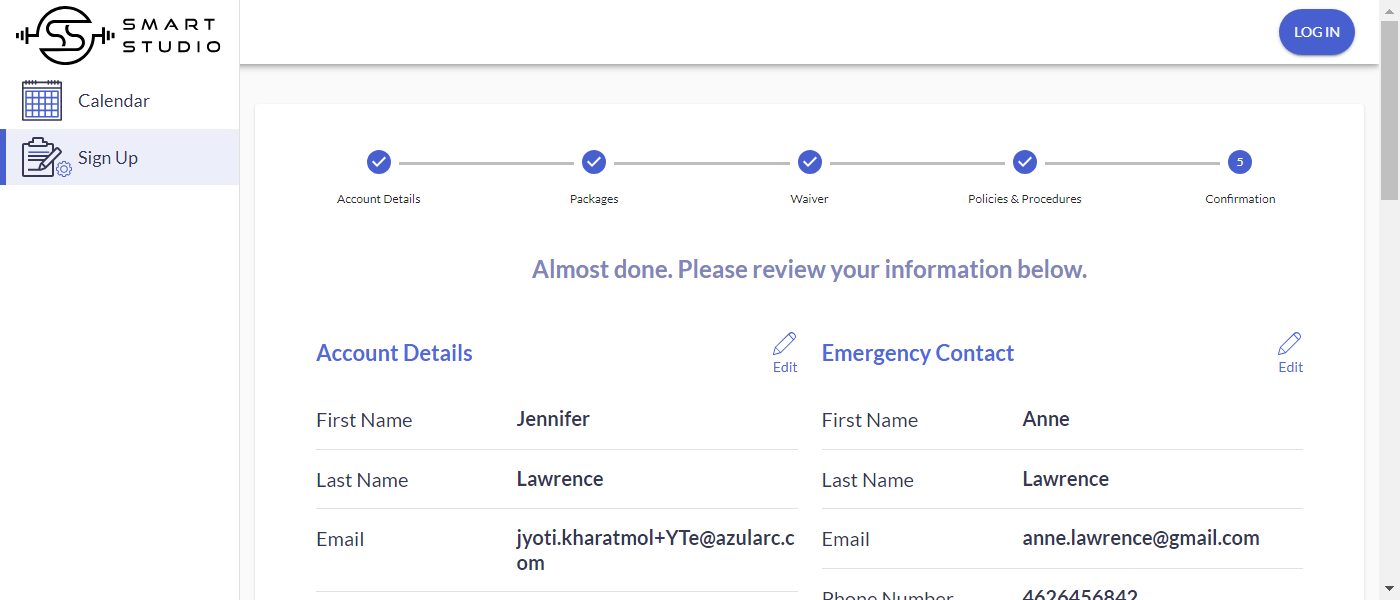 SMART
STUDIO
LOG IN
Calendar
Sign Up
5
Account Details
Packages
Waiver
Policies & Procedures
Confirmation
Almost done. Please review your information below.
Account Details
Edit
First Name Jennifer
Last Name Lawrence
Email jyoti.kharatmol+YTe@azularc.c
om
Emergency Contact
Edit
First Name Anne
Last Name Lawrence
Email anne.lawrence@gmail.com
Phone Number 4626456842